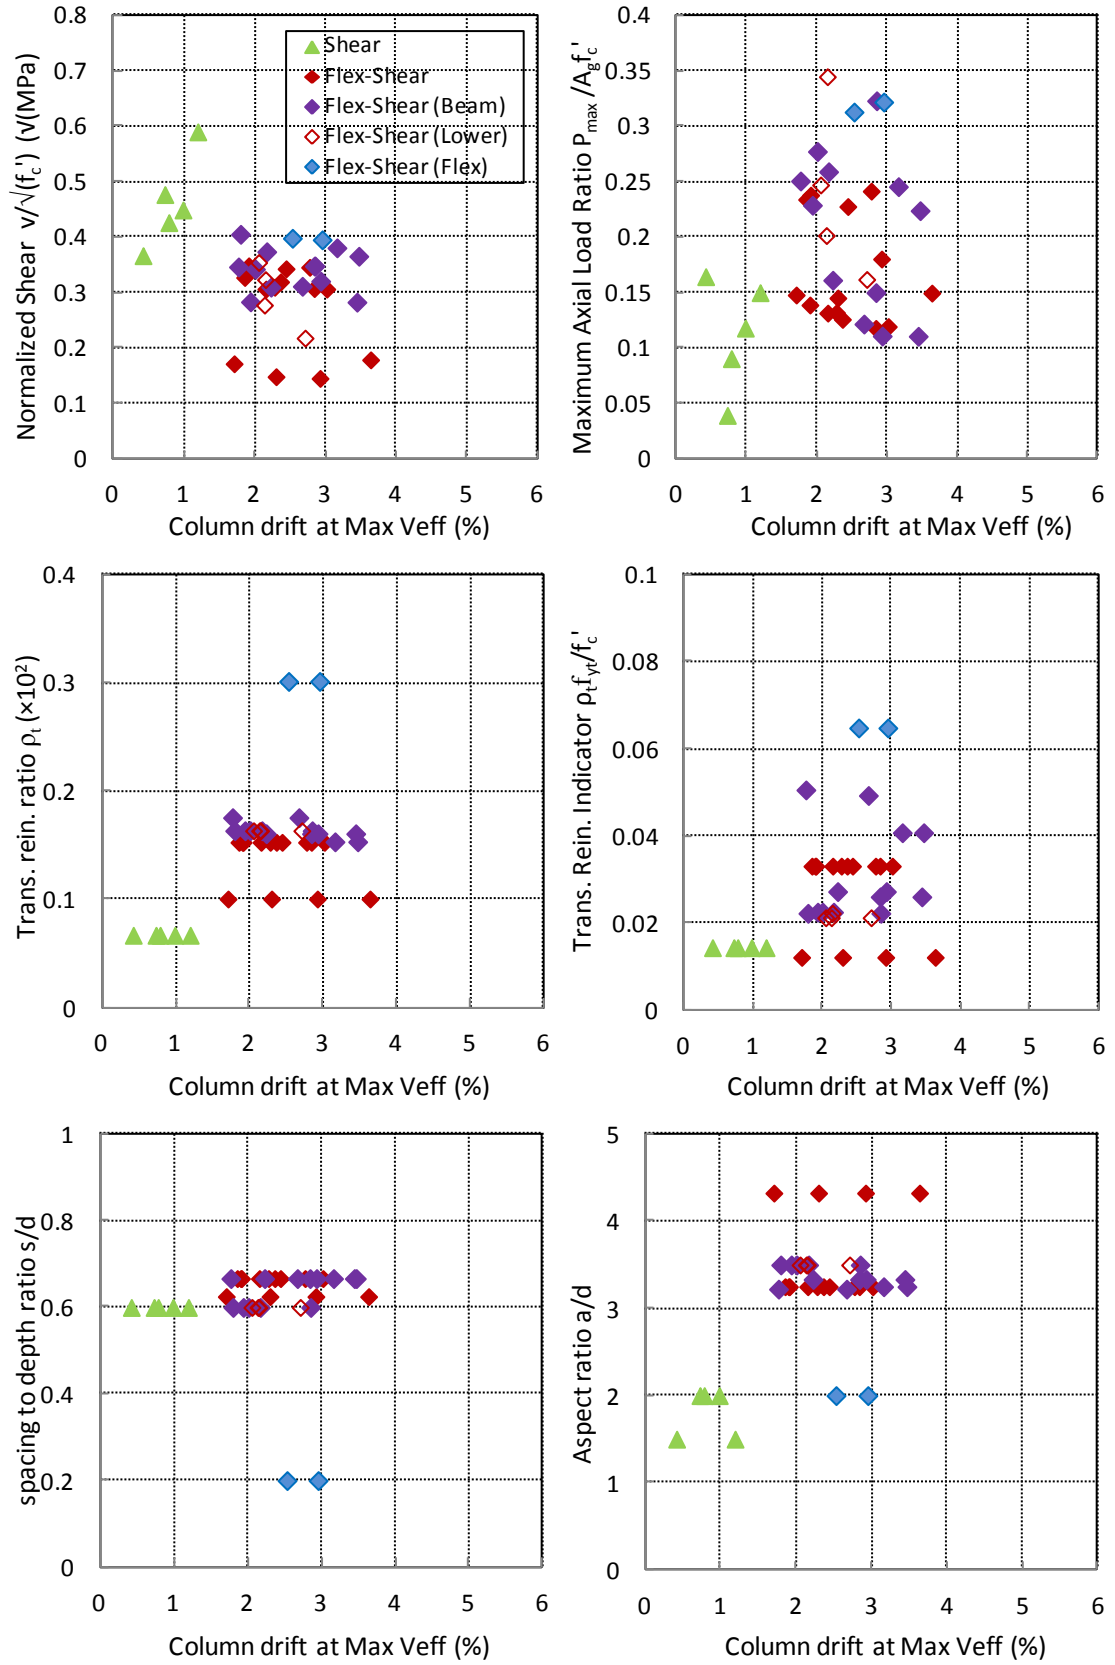 Normalized Shear v/√(fc') (√(MPa)
0.8
0.7
0.6
0.5
0.4
0.3
0.2
0.1
0
Shear
Flex-Shear
Flex-Shear (Beam)
Flex-Shear (Lower)
Flex-Shear (Flex)
0 1 2 3 4 5 6
Column drift at Max Veff (%)
Maximum Axial Load Ratio Pmax /Agfc'
0.4
0.35
0.3
0.25
0.2
0.15
0.1
0.05
0
0 1 2 3 4 5 6
Column drift at Max Veff (%)
Trans. rein. ratio ρt (×10²)
0.4
0.3
0.2
0.1
0
0 1 2 3 4 5 6
Column drift at Max Veff (%)
Trans. Rein. Indicator ρtfyt/fc'
0.1
0.08
0.06
0.04
0.02
0
0 1 2 3 4 5 6
Column drift at Max Veff (%)
spacing to depth ratio s/d
1
0.8
0.6
0.4
0.2
0
0 1 2 3 4 5 6
Column drift at Max Veff (%)
Aspect ratio a/d
5
4
3
2
1
0
0 1 2 3 4 5 6
Column drift at Max Veff (%)